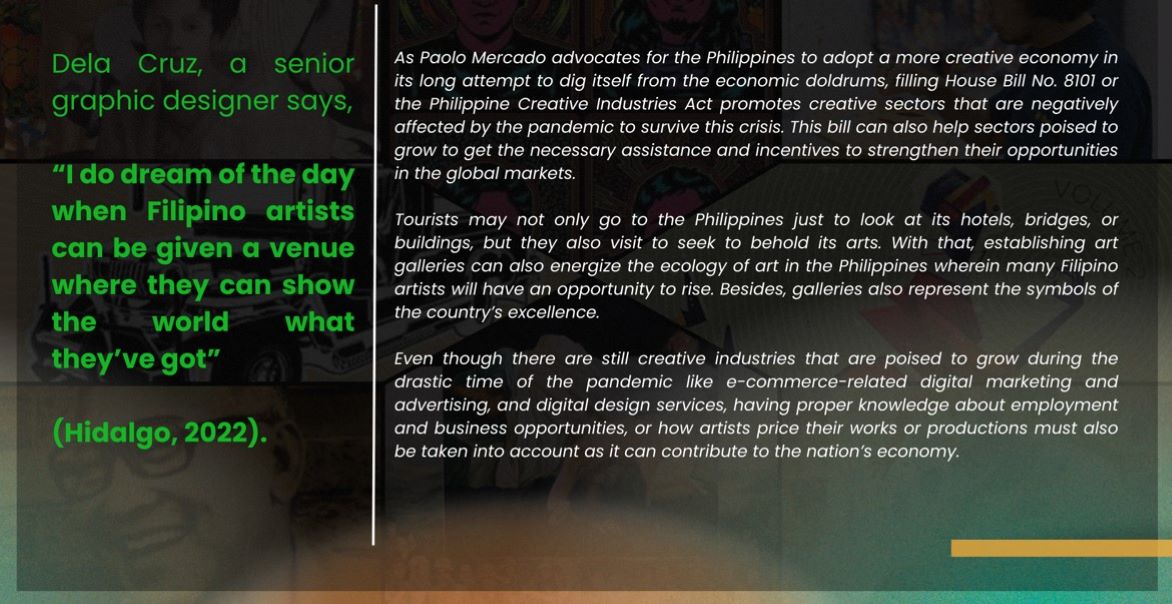 Dela Cruz, a senior
graphic designer says,
“I do dream of the day
when Filipino artists
can be given a venue
where they can show
the world what
they’ve got”
(Hidalgo, 2022).
As Paolo Mercado advocates for the Philippines to adopt a more creative economy in
its long attempt to dig itself from the economic doldrums, filling House Bill No. 8101 or
the Philippine Creative Industries Act promotes creative sectors that are negatively
affected by the pandemic to survive this crisis. This bill can also help sectors poised to
grow to get the necessary assistance and incentives to strengthen their opportunities
in the global markets.
Tourists may not only go to the Philippines just to look at its hotels, bridges, or
buildings, but they also visit to seek to behold its arts. With that, establishing art
galleries can also energize the ecology of art in the Philippines wherein many Filipino
artists will have an opportunity to rise. Besides, galleries also represent the symbols of
the country’s excellence.
Even though there are still creative industries that are poised to grow during the
drastic time of the pandemic like e-commerce-related digital marketing and
advertising, and digital design services, having proper knowledge about employment
and business opportunities, or how artists price their works or productions must also
be taken into account as it can contribute to the nation’s economy.